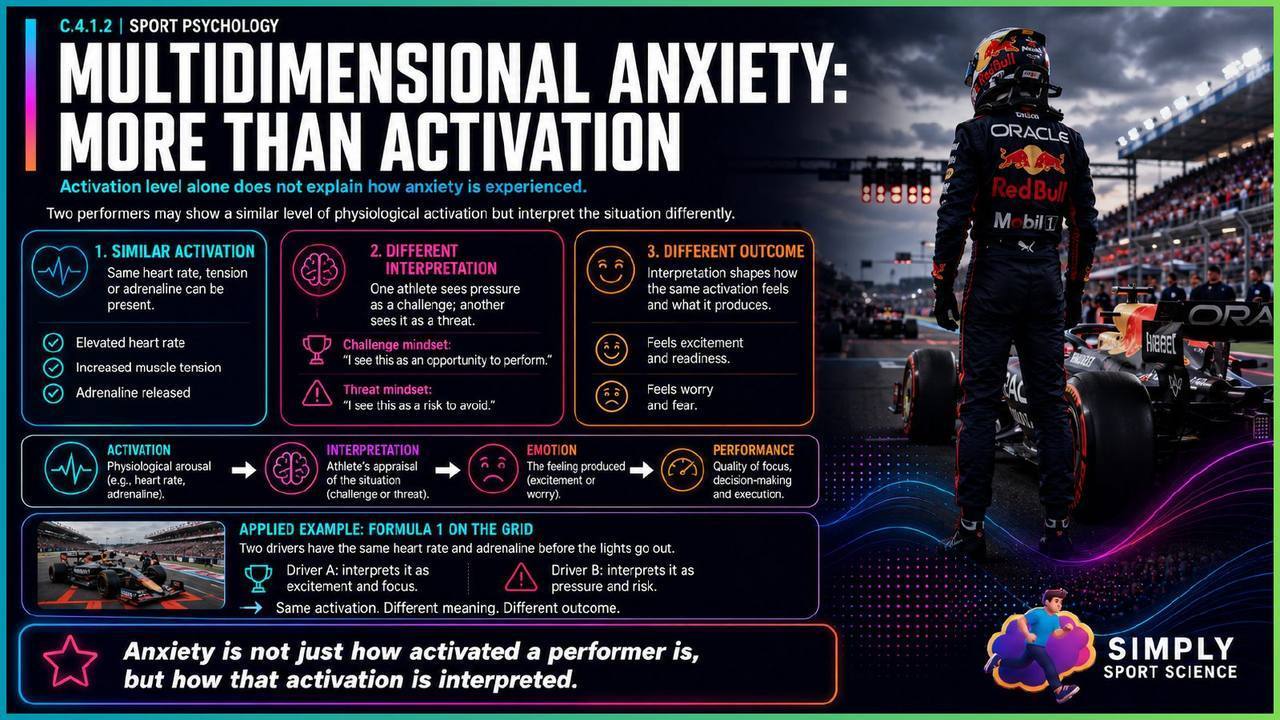 C.4.1.2 | SPORT PSYCHOLOGY
MULTIDIMENSIONAL ANXIETY:
MORE THAN ACTIVATION
Activation level alone does not explain how anxiety is experienced.
Two performers may show a similar level of physiological activation but interpret the situation differently.
1. SIMILAR ACTIVATION
Same heart rate, tension
or adrenaline can be
present.
Elevated heart rate
Increased muscle tension
Adrenaline released
2. DIFFERENT
INTERPRETATION
One athlete sees pressure
as a challenge; another
sees it as a threat.
Challenge mindset:
“I see this as an opportunity to perform.”
Threat mindset:
“I see this as a risk to avoid.”
3. DIFFERENT OUTCOME
Interpretation shapes how
the same activation feels
and what it produces.
Feels excitement
and readiness.
Feels worry
and fear.
ACTIVATION
Physiological arousal
(e.g., heart rate,
adrenaline).
INTERPRETATION
Athlete’s appraisal
of the situation
(challenge or threat).
EMOTION
The feeling produced
(excitement or
worry).
PERFORMANCE
Quality of focus,
decision-making
and execution.
APPLIED EXAMPLE: FORMULA 1 ON THE GRID
Two drivers have the same heart rate and adrenaline before the lights go out.
Driver A: interprets it as
excitement and focus.
Driver B: interprets it as
pressure and risk.
Same activation. Different meaning. Different outcome.
Anxiety is not just how activated a performer is,
but how that activation is interpreted.
RedBull
ORACLE
RedBull
Mobil 1
ORA
SIMPLY
SPORT SCIENCE